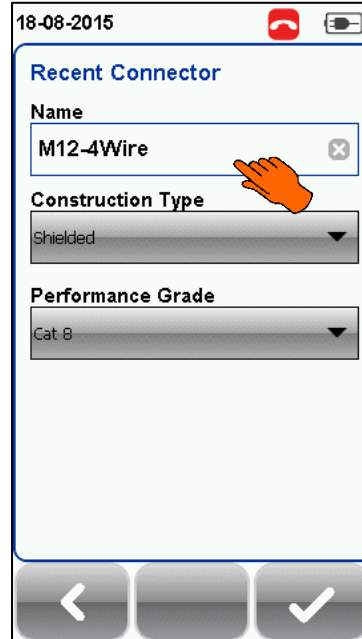 18-08-2015
Recent Connector
Name
M12-4Wire
Construction Type
Shielded
Performance Grade
Cat 8